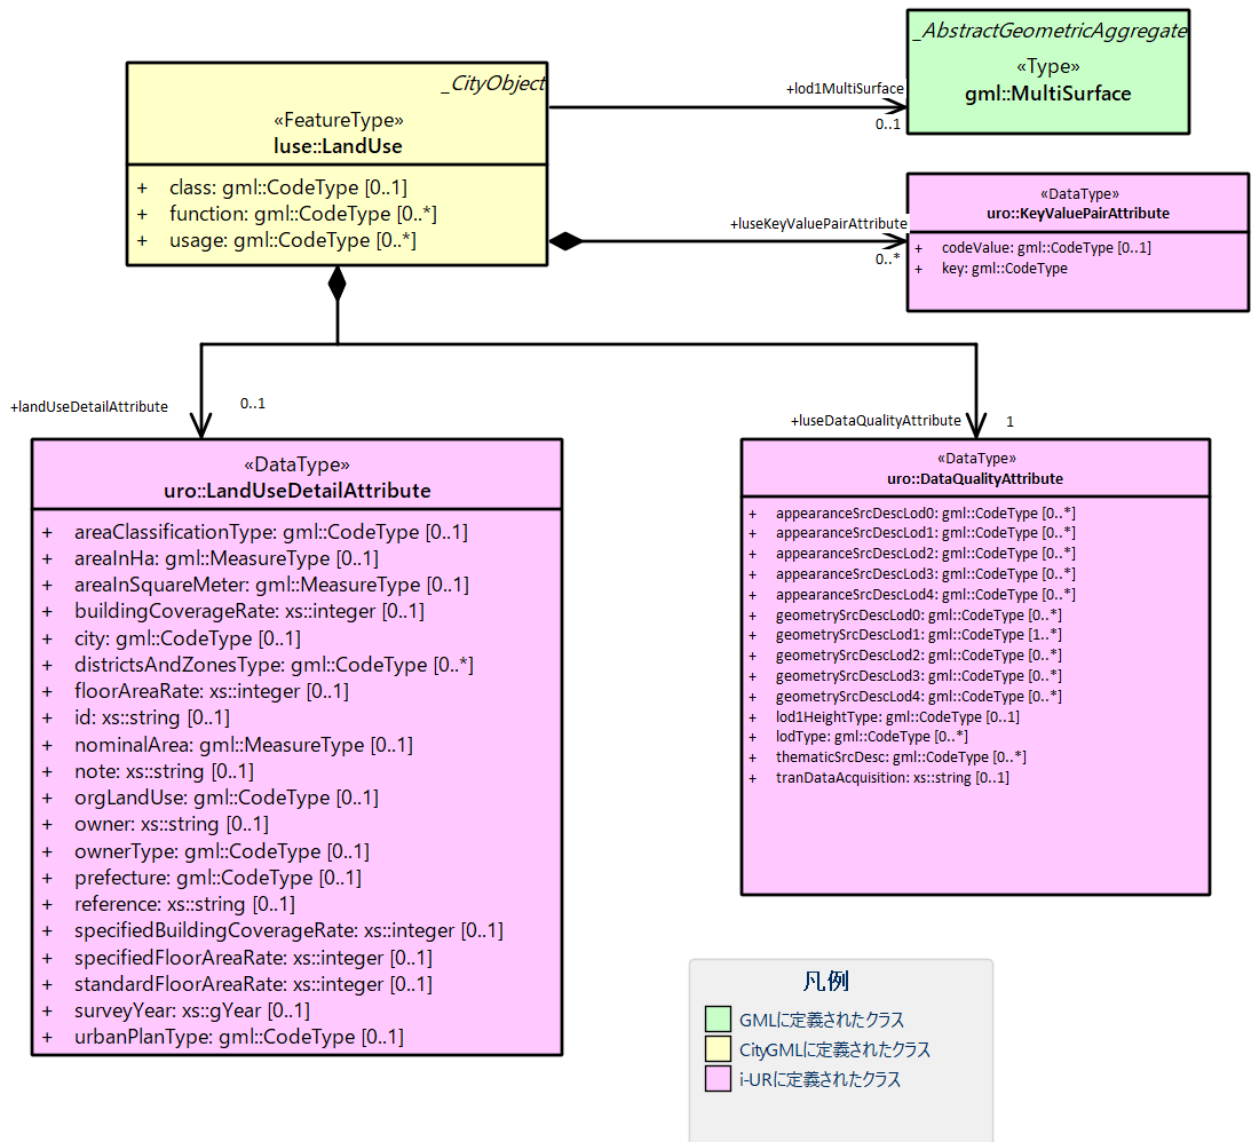 _AbstractGeometricAggregate
«Type»
gml::MultiSurface
_CityObject
«FeatureType»
luse::LandUse
+ class: gml::CodeType [0..1]
+ function: gml::CodeType [0..*]
+ usage: gml::CodeType [0..*]
+lod1MultiSurface
0..1
«DataType»
uro::KeyValuePairAttribute
+ codeValue: gml::CodeType [0..1]
+ key: gml::CodeType
+luseKeyValuePairAttribute
0..*
+landUseDetailAttribute
0..1
+luseDataQualityAttribute
1
«DataType»
uro::LandUseDetailAttribute
+ areaClassificationType: gml::CodeType [0..1]
+ areaInHa: gml::MeasureType [0..1]
+ areaInSquareMeter: gml::MeasureType [0..1]
+ buildingCoverageRate: xs::integer [0..1]
+ city: gml::CodeType [0..1]
+ districtsAndZonesType: gml::CodeType [0..*]
+ floorAreaRate: xs::integer [0..1]
+ id: xs::string [0..1]
+ nominalArea: gml::MeasureType [0..1]
+ note: xs::string [0..1]
+ orgLandUse: gml::CodeType [0..1]
+ owner: xs::string [0..1]
+ ownerType: gml::CodeType [0..1]
+ prefecture: gml::CodeType [0..1]
+ reference: xs::string [0..1]
+ specifiedBuildingCoverageRate: xs::integer [0..1]
+ specifiedFloorAreaRate: xs::integer [0..1]
+ standardFloorAreaRate: xs::integer [0..1]
+ surveyYear: xs::gYear [0..1]
+ urbanPlanType: gml::CodeType [0..1]
«DataType»
uro::DataQualityAttribute
+ appearanceSrcDescLod0: gml::CodeType [0..*]
+ appearanceSrcDescLod1: gml::CodeType [0..*]
+ appearanceSrcDescLod2: gml::CodeType [0..*]
+ appearanceSrcDescLod3: gml::CodeType [0..*]
+ appearanceSrcDescLod4: gml::CodeType [0..*]
+ geometrySrcDescLod0: gml::CodeType [0..*]
+ geometrySrcDescLod1: gml::CodeType [1..*]
+ geometrySrcDescLod2: gml::CodeType [0..*]
+ geometrySrcDescLod3: gml::CodeType [0..*]
+ geometrySrcDescLod4: gml::CodeType [0..*]
+ lod1HeightType: gml::CodeType [0..1]
+ lodType: gml::CodeType [0..*]
+ thematicSrcDesc: gml::CodeType [0..*]
+ tranDataAcquisition: xs::string [0..1]
凡例
GMLに定義されたクラス
CityGMLに定義されたクラス
i-URに定義されたクラス